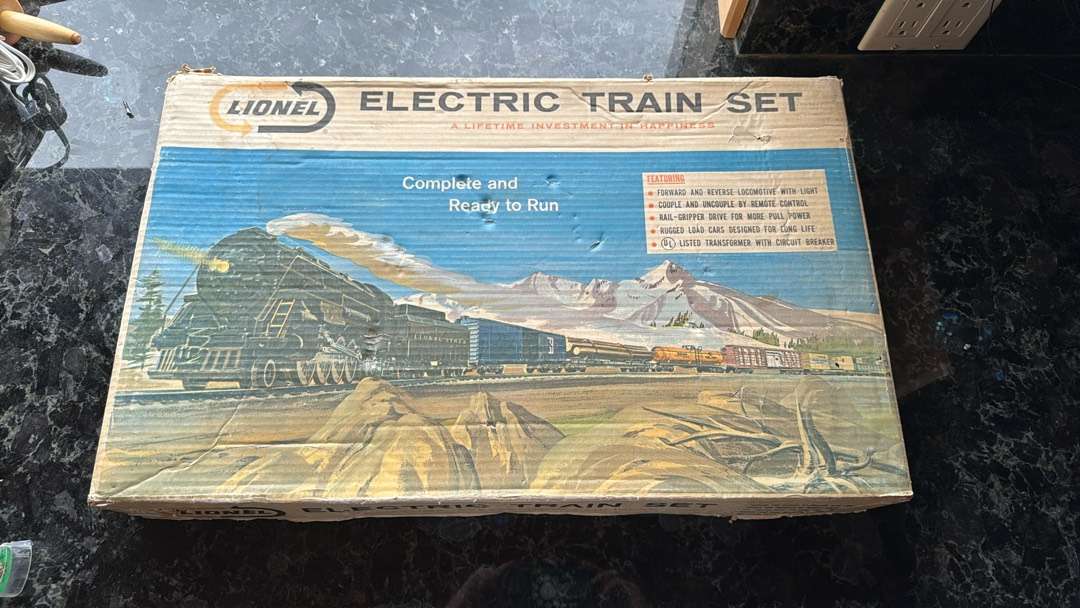 LIONEL
ELECTRIC TRAIN SET
A LIFETIME INVESTMENT IN HAPPINESS
Complete and
Ready to Run
FEATURING
• FORWARD AND REVERSE LOCOMOTIVE WITH LIGHT
• COUPLE AND UNCOUPLE BY REMOTE CONTROL
• RAIL-GRIPPER DRIVE FOR MORE PULL POWER
• RUGGED LOAD CARS DESIGNED FOR LONG LIFE
• UL LISTED TRANSFORMER WITH CIRCUIT BREAKER
LIONEL ELECTRIC TRAIN SET